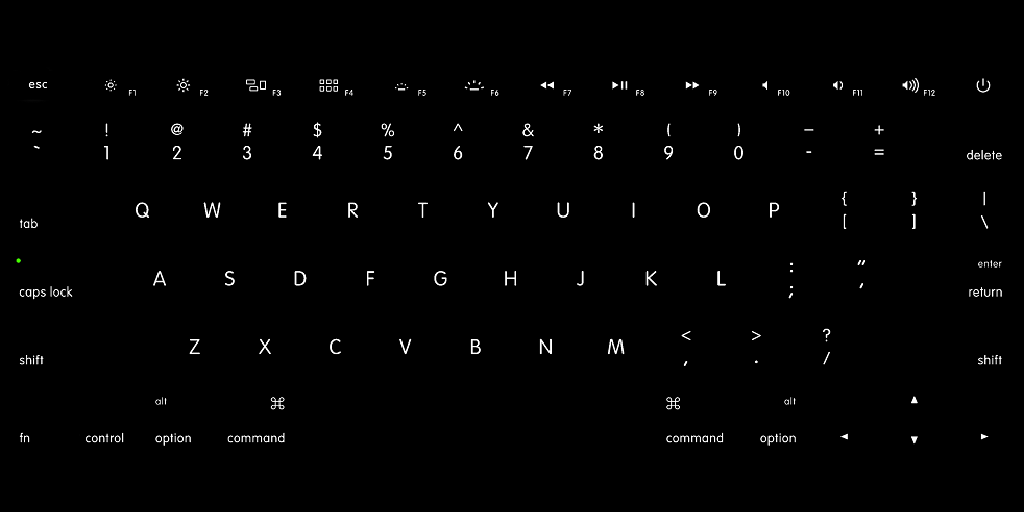 esc F1 F2 F3 F4 F5 F6 F7 F8 F9 F10 F11 F12
~ ! @ # $ % ^ & * ( ) – +
` 1 2 3 4 5 6 7 8 9 0 - = delete
{ } |
tab Q W E R T Y U I O P [ ] \
: " enter
caps lock A S D F G H J K L ; ' return
< > ?
shift Z X C V B N M , . / shift
alt ⌘ ⌘ alt
fn control option command command option